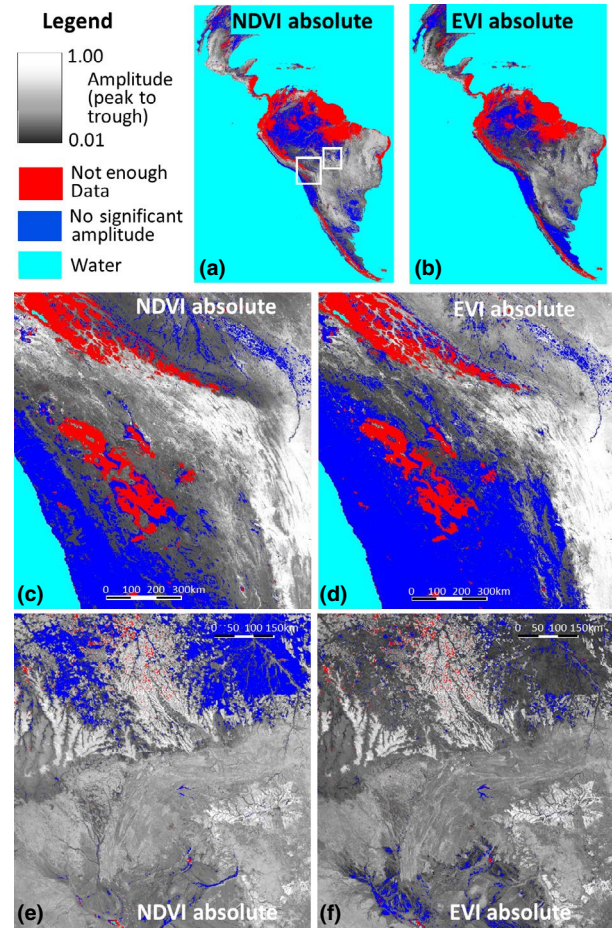 Legend
1.00
Amplitude
(peak to
trough)
0.01
Not enough
Data
No significant
amplitude
Water
NDVI absolute
(a)
EVI absolute
(b)
NDVI absolute
0 100 200 300km
(c)
EVI absolute
0 100 200 300km
(d)
0 50 100 150km
(e)
NDVI absolute
0 50 100 150km
(f)
EVI absolute